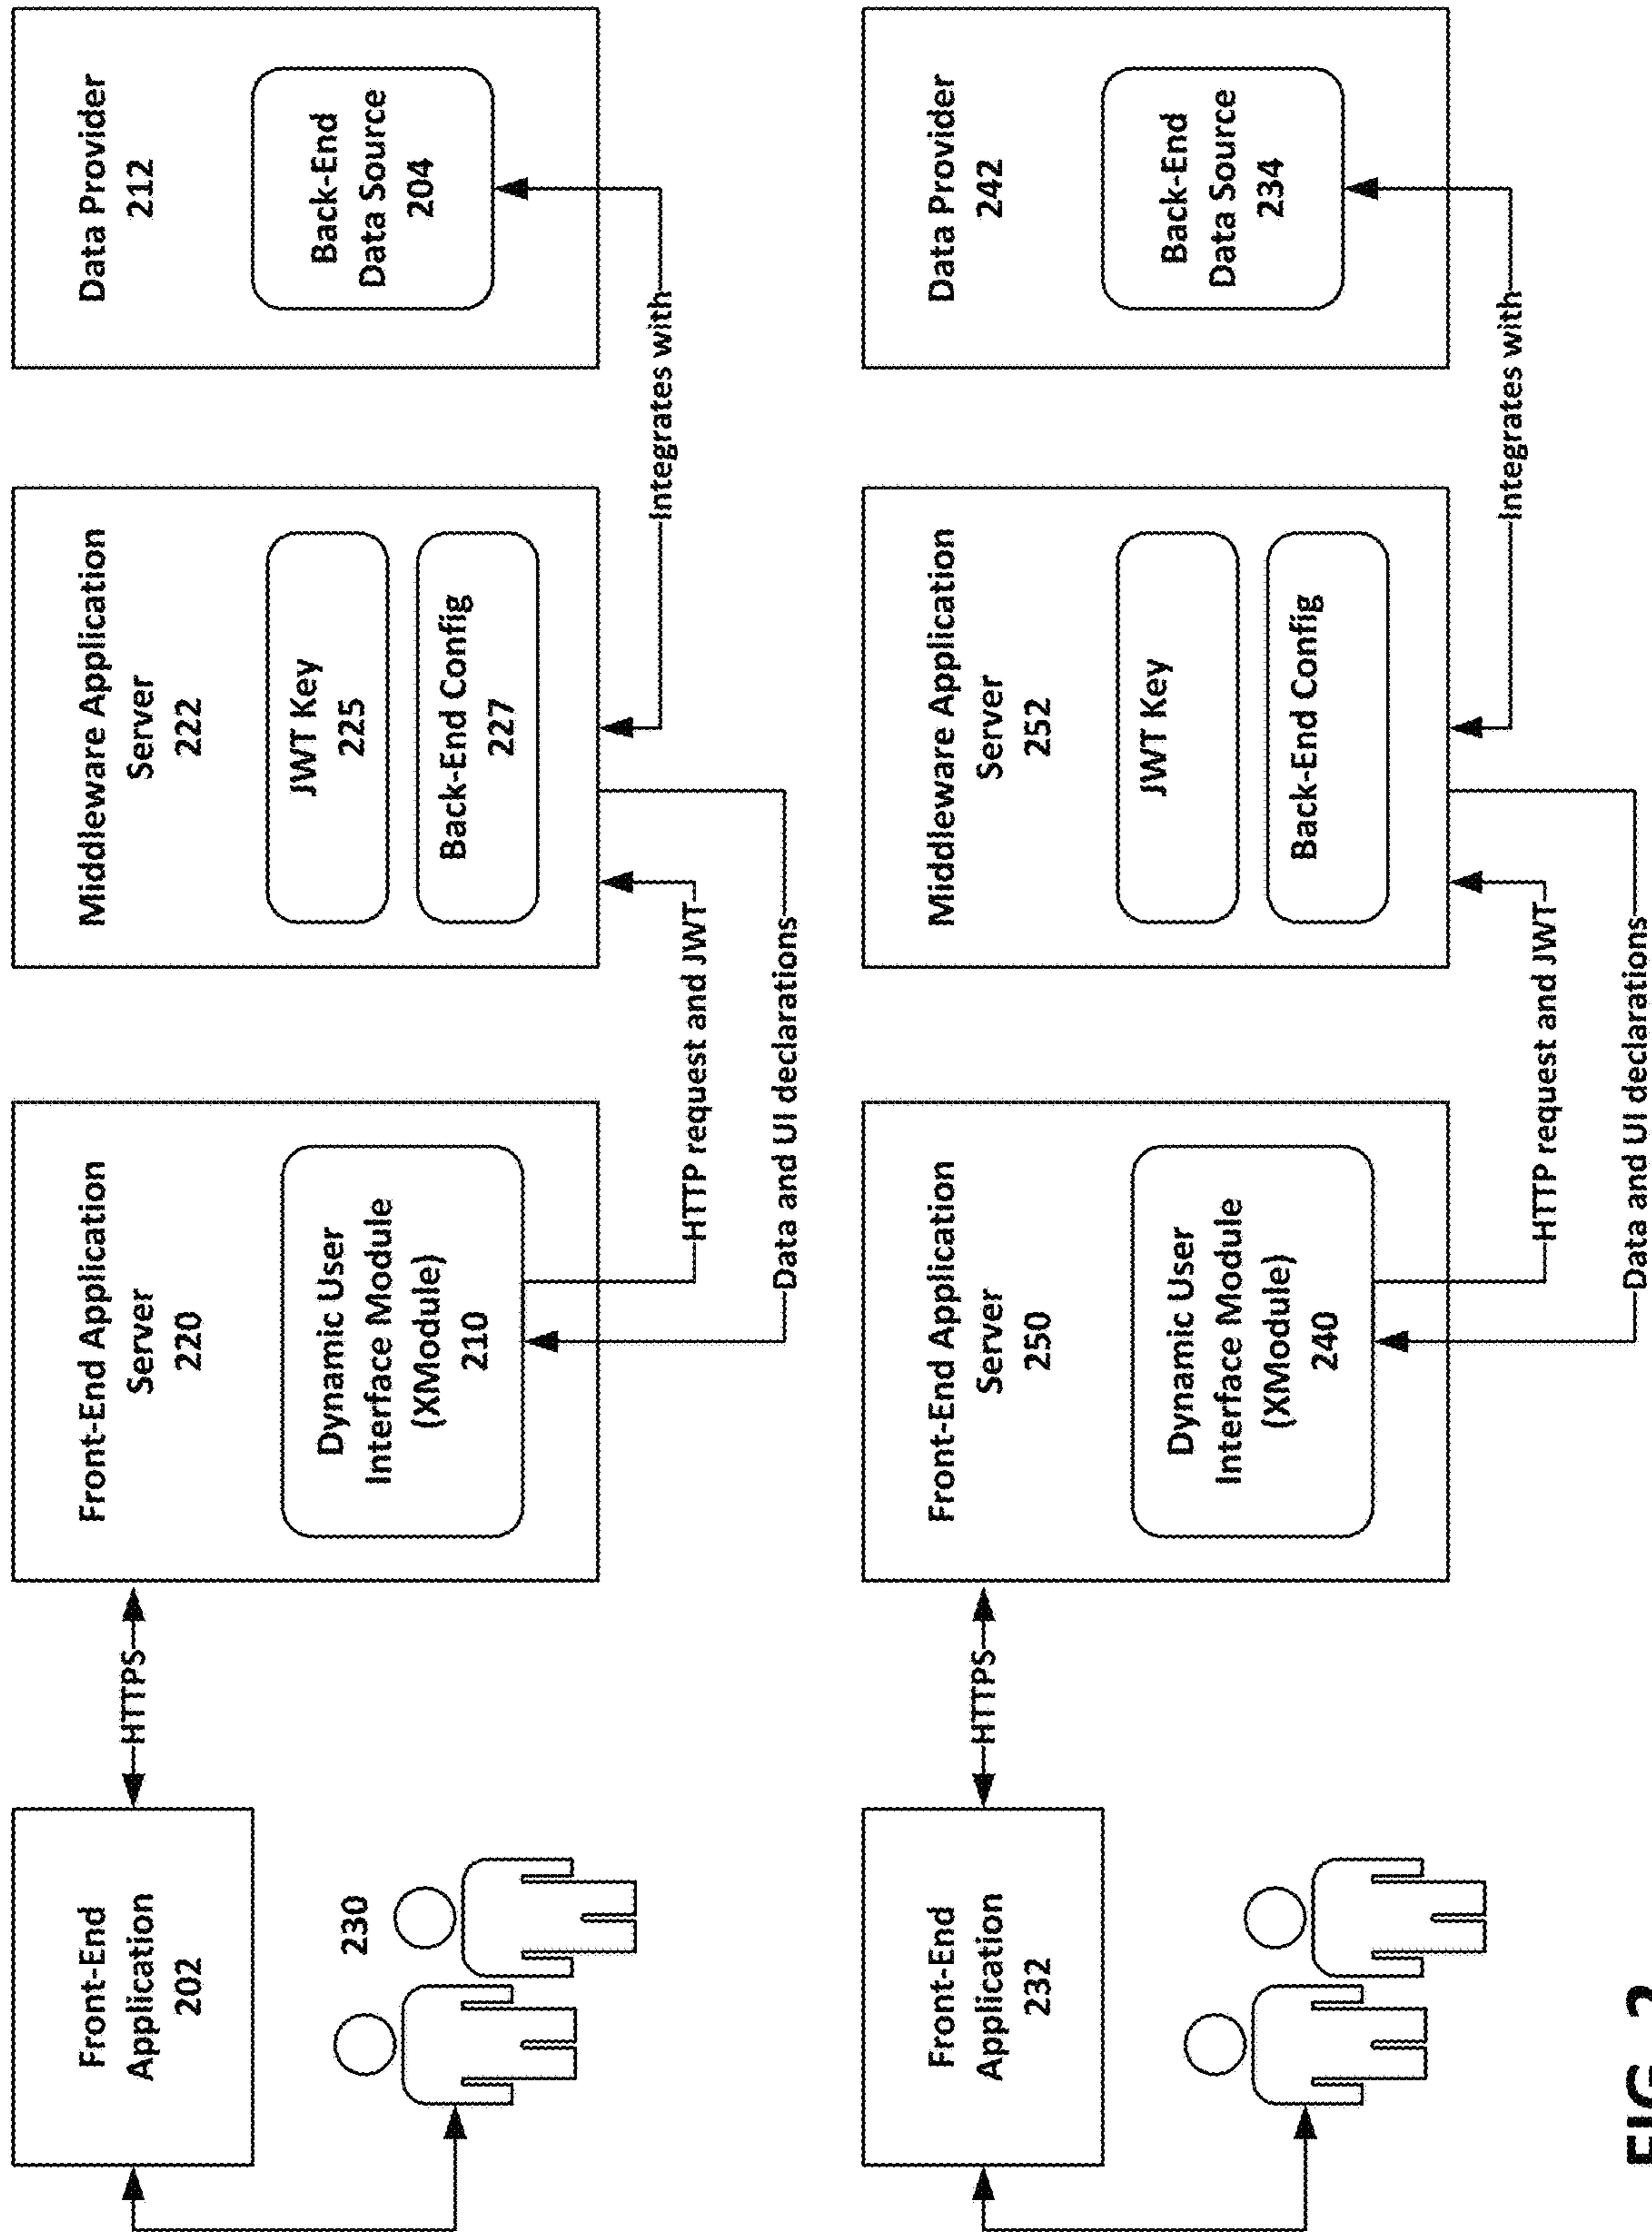 Front-End
Application
202
HTTPS
230
Front-End Application
Server
220
Dynamic User
Interface Module
(XModule)
210
HTTP request and JWT
Data and UI declarations
Middleware Application
Server
222
JWT Key
225
Back-End Config
227
Integrates with
Data Provider
212
Back-End
Data Source
204
Front-End
Application
232
HTTPS
Front-End Application
Server
250
Dynamic User
Interface Module
(XModule)
240
HTTP request and JWT
Data and UI declarations
Middleware Application
Server
252
JWT Key
Back-End Config
Integrates with
Data Provider
242
Back-End
Data Source
234
FIG. 2